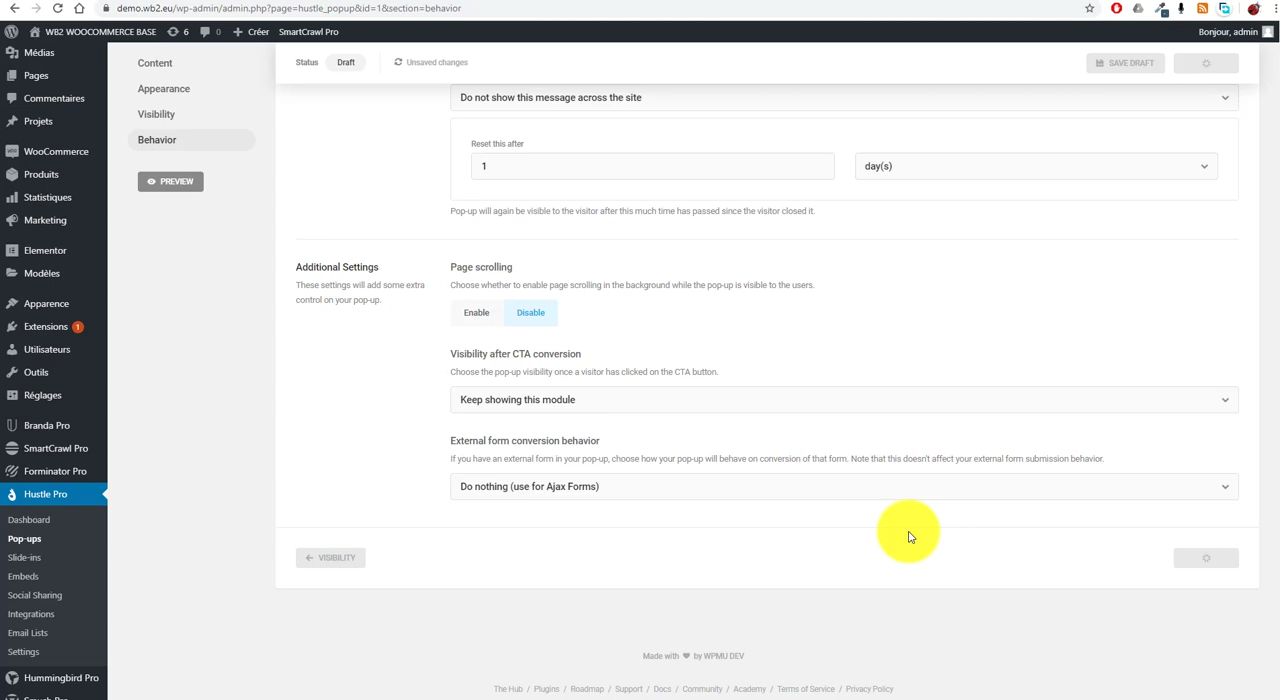 demo.wb2.eu/wp-admin/admin.php?page=hustle_popup&id=1&section=behavior
WB2 WOOCOMMERCE BASE
6
0
Créer
SmartCrawl Pro
Bonjour, admin
Médias
Pages
Commentaires
Projets
WooCommerce
Produits
Statistiques
Marketing
Elementor
Modèles
Apparence
Extensions 1
Utilisateurs
Outils
Réglages
Branda Pro
SmartCrawl Pro
Forminator Pro
Hustle Pro
Dashboard
Pop-ups
Slide-ins
Embeds
Social Sharing
Integrations
Email Lists
Settings
Hummingbird Pro
Smush Pro
Content
Appearance
Visibility
Behavior
PREVIEW
Status
Draft
Unsaved changes
SAVE DRAFT
Do not show this message across the site
Reset this after
1
day(s)
Pop-up will again be visible to the visitor after this much time has passed since the visitor closed it.
Additional Settings
These settings will add some extra
control on your pop-up.
Page scrolling
Choose whether to enable page scrolling in the background while the pop-up is visible to the users.
Enable
Disable
Visibility after CTA conversion
Choose the pop-up visibility once a visitor has clicked on the CTA button.
Keep showing this module
External form conversion behavior
If you have an external form in your pop-up, choose how your pop-up will behave on conversion of that form. Note that this doesn't affect your external form submission behavior.
Do nothing (use for Ajax Forms)
VISIBILITY
Made with ❤ by WPMU DEV
The Hub / Plugins / Roadmap / Support / Docs / Community / Academy / Terms of Service / Privacy Policy